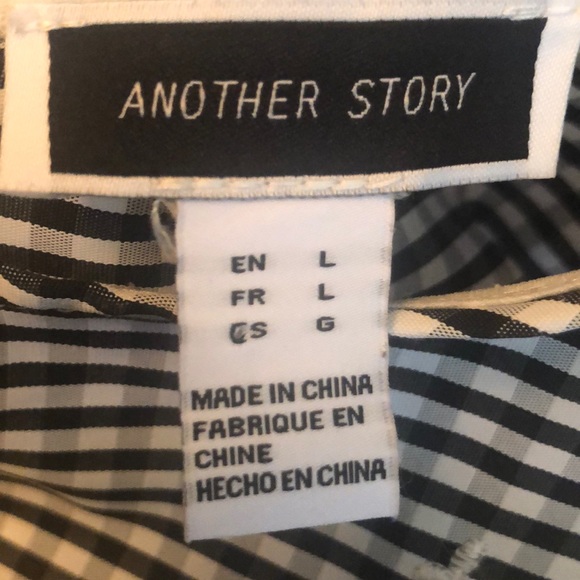 ANOTHER STORY
EN L
FR L
ES G
MADE IN CHINA
FABRIQUE EN
CHINE
HECHO EN CHINA